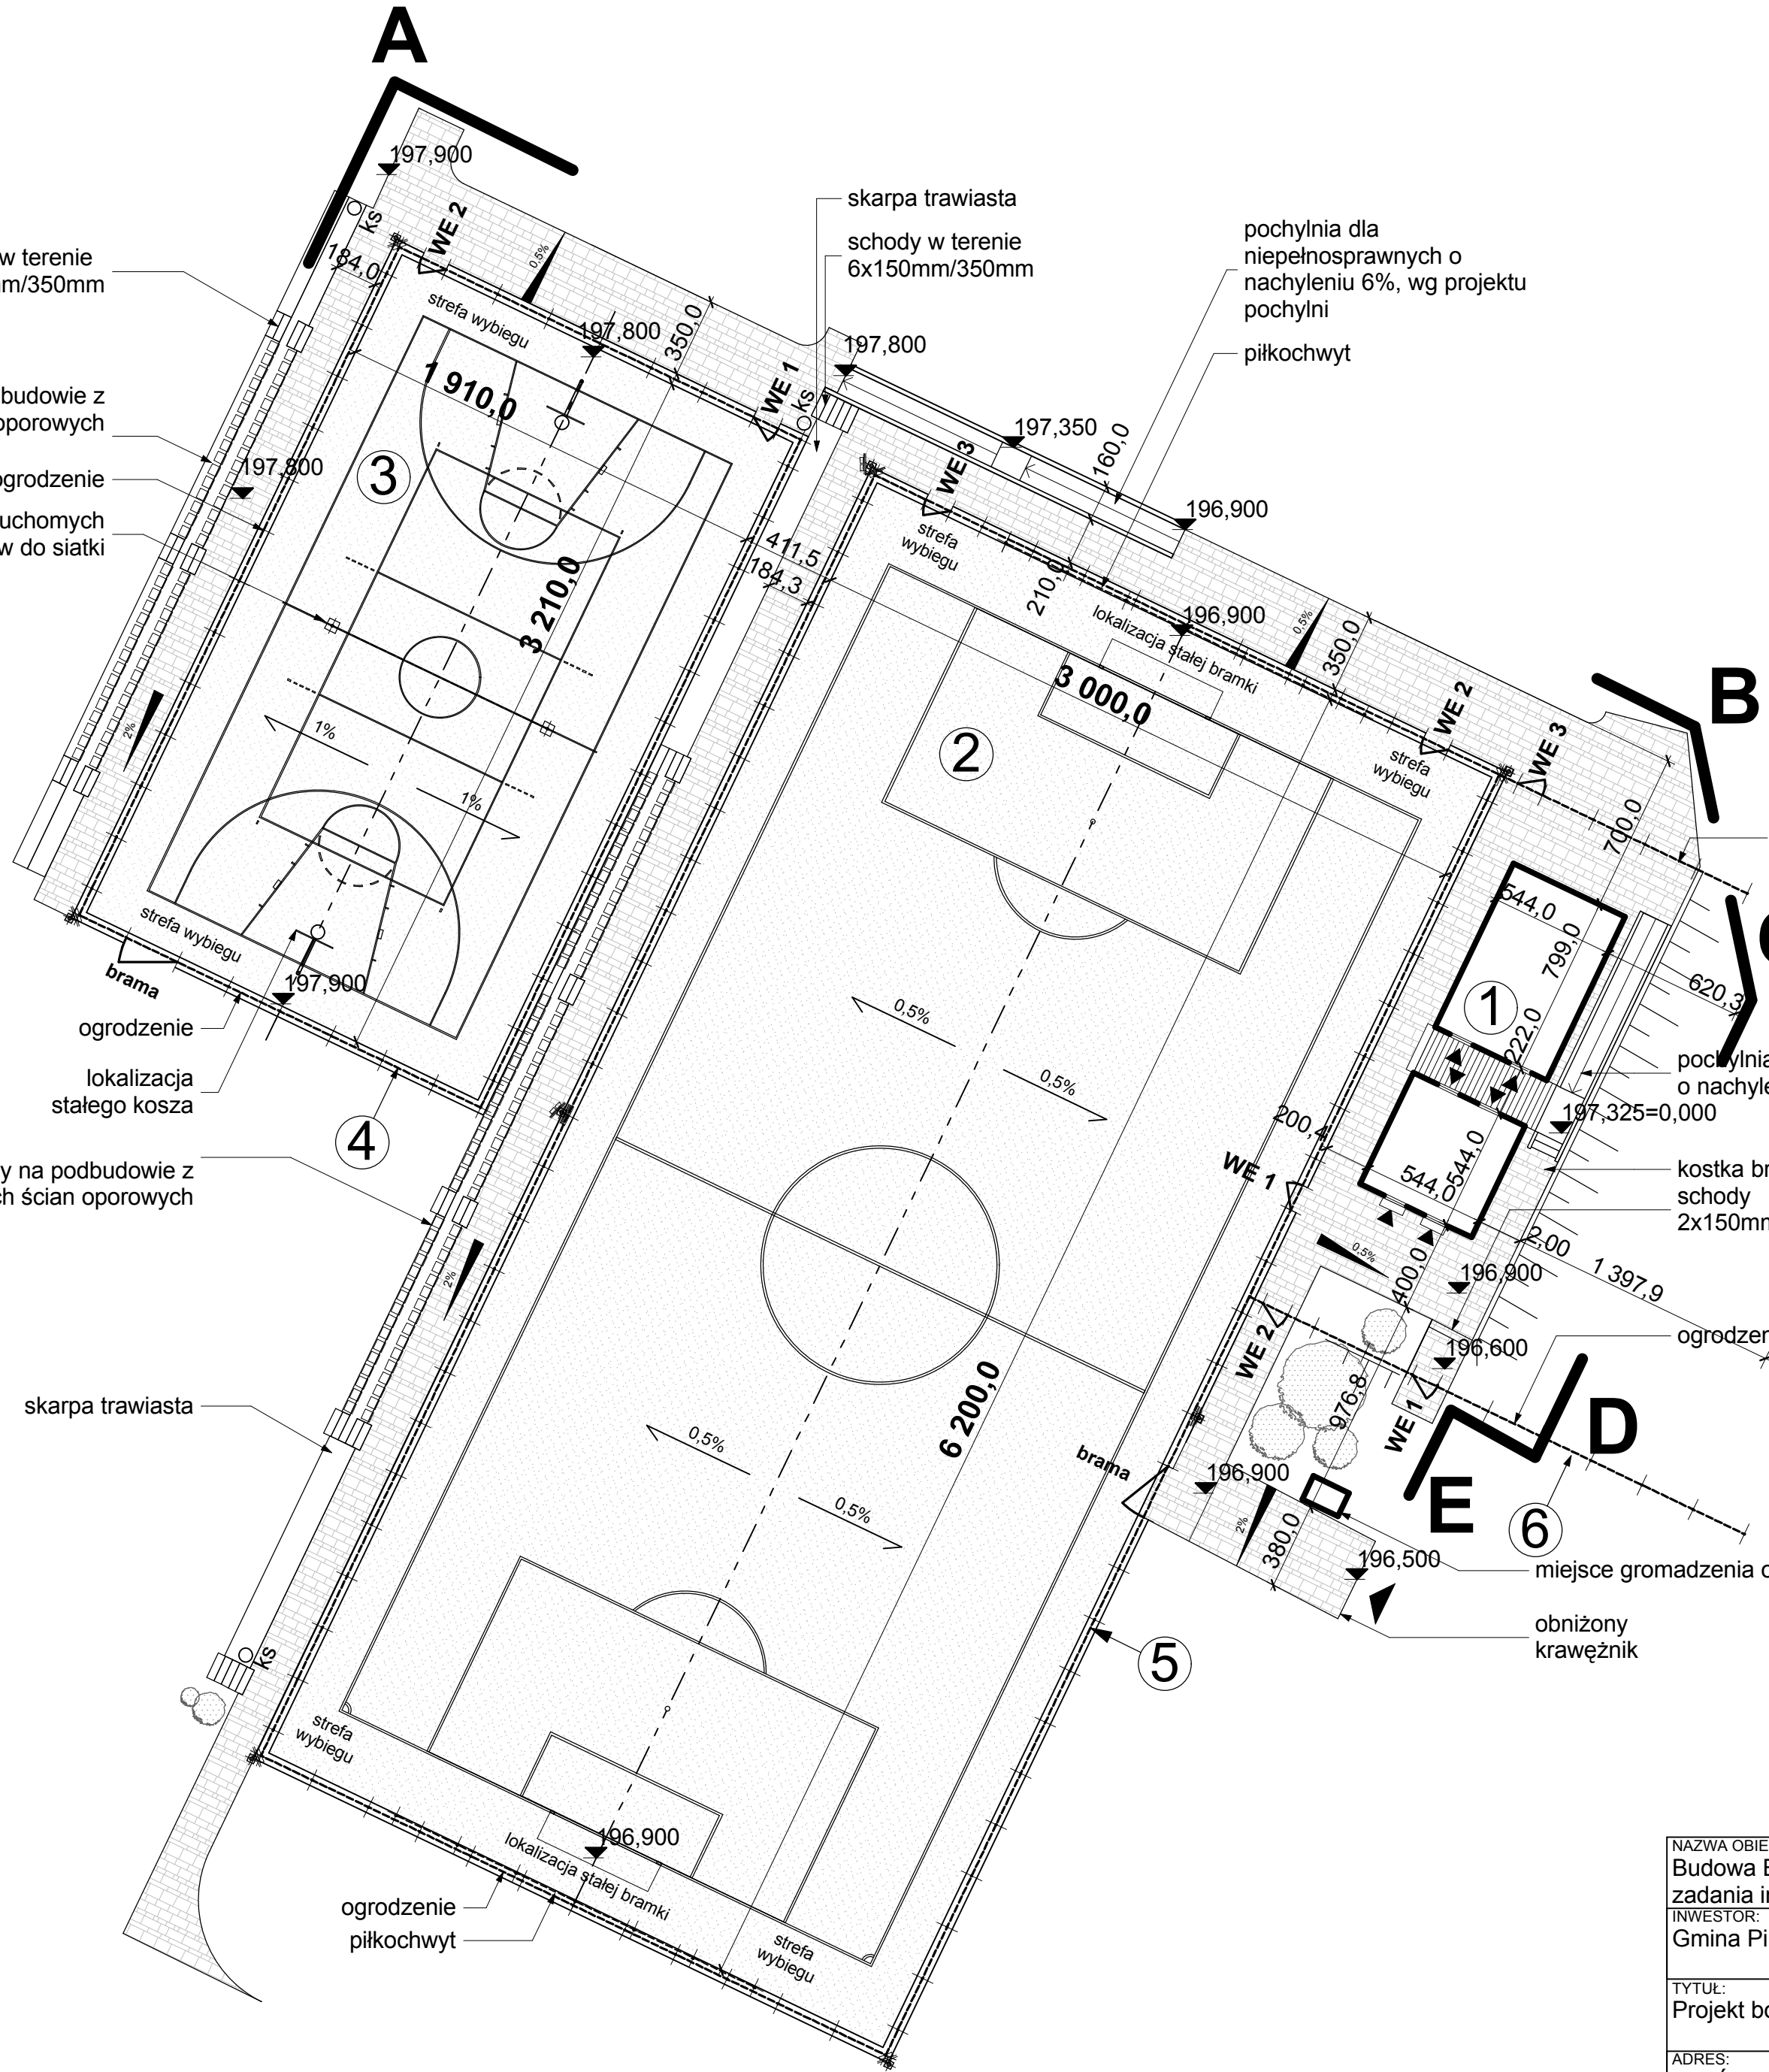 A
197,900
ks
WE 2
184,0
0,5%
strefa wybiegu
w terenie
m/350mm
skarpa trawiasta
schody w terenie
6x150mm/350mm
pochylnia dla
niepełnosprawnych o
nachyleniu 6%, wg projektu
pochylni
piłkochwyt
197,800
350,0
1 910,0
WE 1
ks
197,800
197,350
160,0
WE 3
196,900
budowie z
oporowych
197,800
3
ogrodzenie
uchomych
w do siatki
3 210,0
411,5
184,3
strefa
wybiegu
210,0
lokalizacja stałej bramki
196,900
0,5%
350,0
3 000,0
2
WE 2
WE 3
B
strefa
wybiegu
2%
1%
1%
700,0
544,0
799,0
620,3
1
222,0
strefa wybiegu
brama
197,900
ogrodzenie
lokalizacja
stałego kosza
4
0,5%
0,5%
pochylnia
o nachyle
197,325=0,000
200,4
WE 1
544,0
544,0
kostka br
schody
2x150mm
y na podbudowie z
ch ścian oporowych
2%
0,5%
400,0
2,00
196,900
1 397,9
WE 2
196,600
ogrodzen
976,8
WE 1
D
E
6
skarpa trawiasta
6 200,0
0,5%
0,5%
brama
196,900
2%
380,0
196,500
miejsce gromadzenia o
obniżony
krawężnik
5
ks
strefa
wybiegu
196,900
lokalizacja stałej bramki
ogrodzenie
piłkochwyt
strefa
wybiegu
NAZWA OBIE
Budowa B
zadania in
INWESTOR:
Gmina Pi
TYTUŁ:
Projekt bo
ADRES: